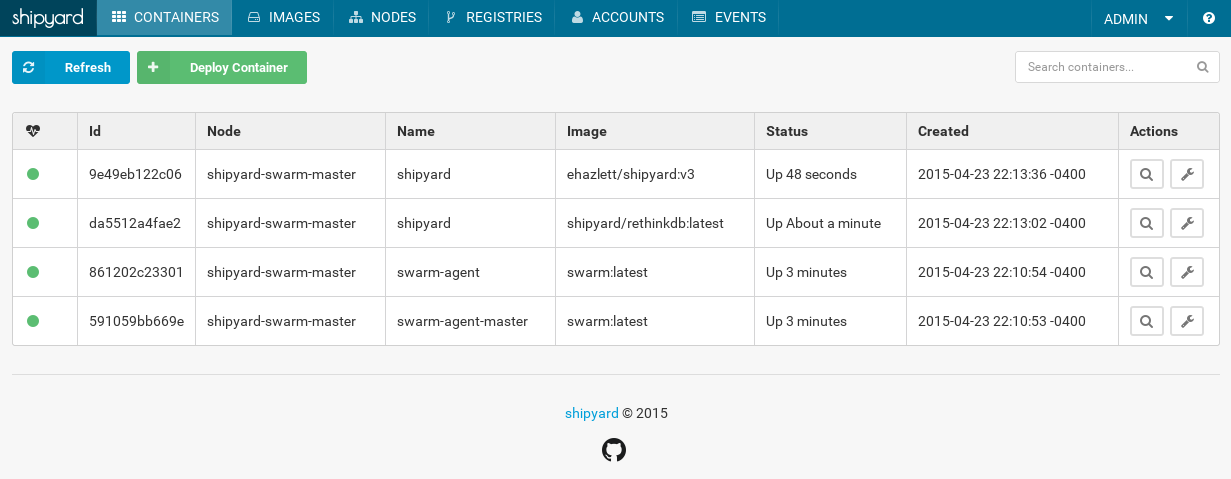 shipyard CONTAINERS IMAGES NODES REGISTRIES ACCOUNTS EVENTS ADMIN
Refresh Deploy Container Search containers...
Id Node Name Image Status Created Actions
9e49eb122c06 shipyard-swarm-master shipyard ehazlett/shipyard:v3 Up 48 seconds 2015-04-23 22:13:36 -0400
da5512a4fae2 shipyard-swarm-master shipyard shipyard/rethinkdb:latest Up About a minute 2015-04-23 22:13:02 -0400
861202c23301 shipyard-swarm-master swarm-agent swarm:latest Up 3 minutes 2015-04-23 22:10:54 -0400
591059bb669e shipyard-swarm-master swarm-agent-master swarm:latest Up 3 minutes 2015-04-23 22:10:53 -0400
shipyard © 2015